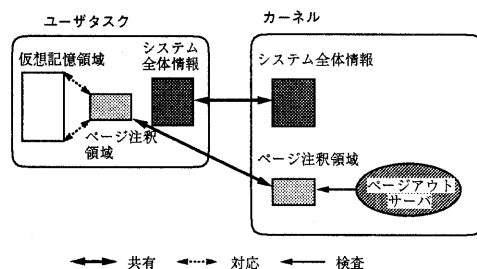 ユーザタスク
カーネル
仮想記憶領域
システム
全体情報
ページ注釈
領域
システム全体情報
ページ注釈領域
ページアウト
サーバ
共有
対応
検査